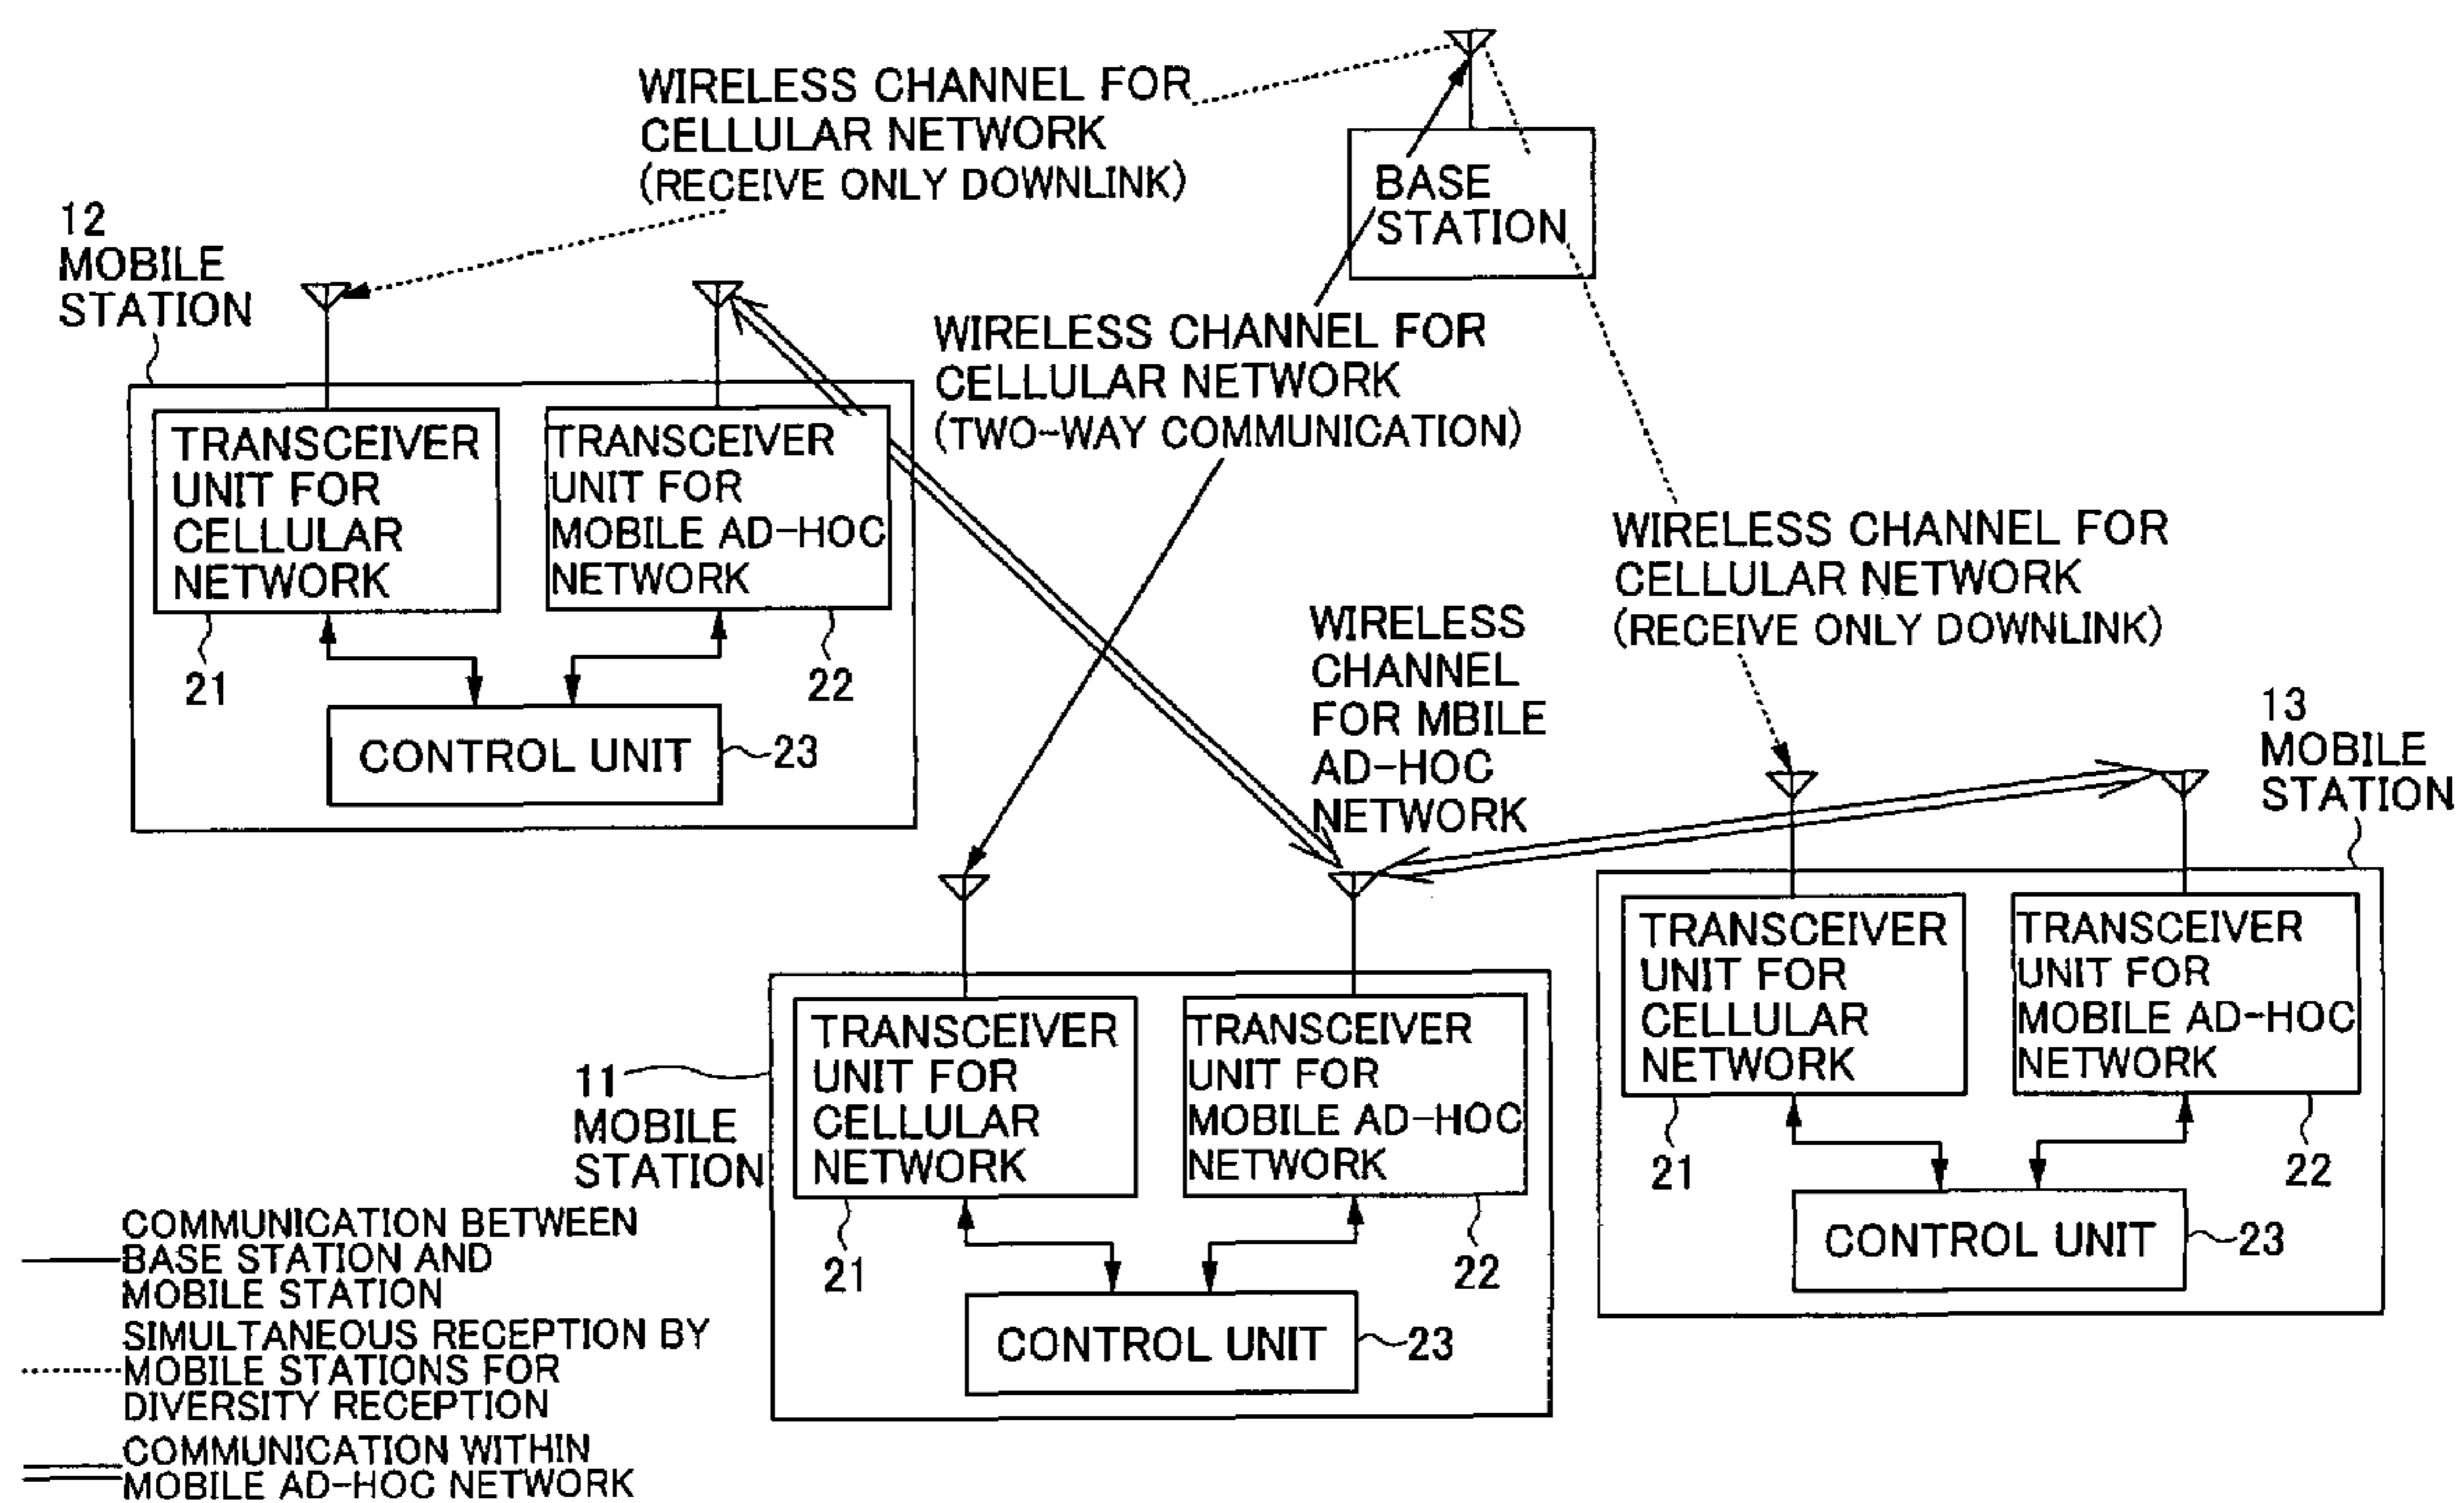 WIRELESS CHANNEL FOR
CELLULAR NETWORK
(RECEIVE ONLY DOWNLINK)
BASE
STATION
12
MOBILE
STATION
WIRELESS CHANNEL FOR
CELLULAR NETWORK
(TWO-WAY COMMUNICATION)
TRANSCEIVER
UNIT FOR
CELLULAR
NETWORK
TRANSCEIVER
UNIT FOR
MOBILE AD-HOC
NETWORK
21
22
CONTROL UNIT
23
WIRELESS CHANNEL FOR
CELLULAR NETWORK
(RECEIVE ONLY DOWNLINK)
WIRELESS
CHANNEL
FOR MBILE
AD-HOC
NETWORK
13
MOBILE
STATION
TRANSCEIVER
UNIT FOR
CELLULAR
NETWORK
TRANSCEIVER
UNIT FOR
MOBILE AD-HOC
NETWORK
21
22
CONTROL UNIT
23
11
MOBILE
STATION
TRANSCEIVER
UNIT FOR
CELLULAR
NETWORK
TRANSCEIVER
UNIT FOR
MOBILE AD-HOC
NETWORK
21
22
CONTROL UNIT
23
COMMUNICATION BETWEEN
BASE STATION AND
MOBILE STATION
SIMULTANEOUS RECEPTION BY
MOBILE STATIONS FOR
DIVERSITY RECEPTION
COMMUNICATION WITHIN
MOBILE AD-HOC NETWORK